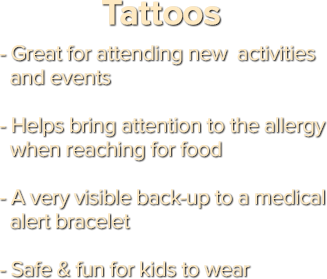 Tattoos
- Great for attending new  activities
and events
- Helps bring attention to the allergy
when reaching for food
- A very visible back-up to a medical
alert bracelet
- Safe & fun for kids to wear